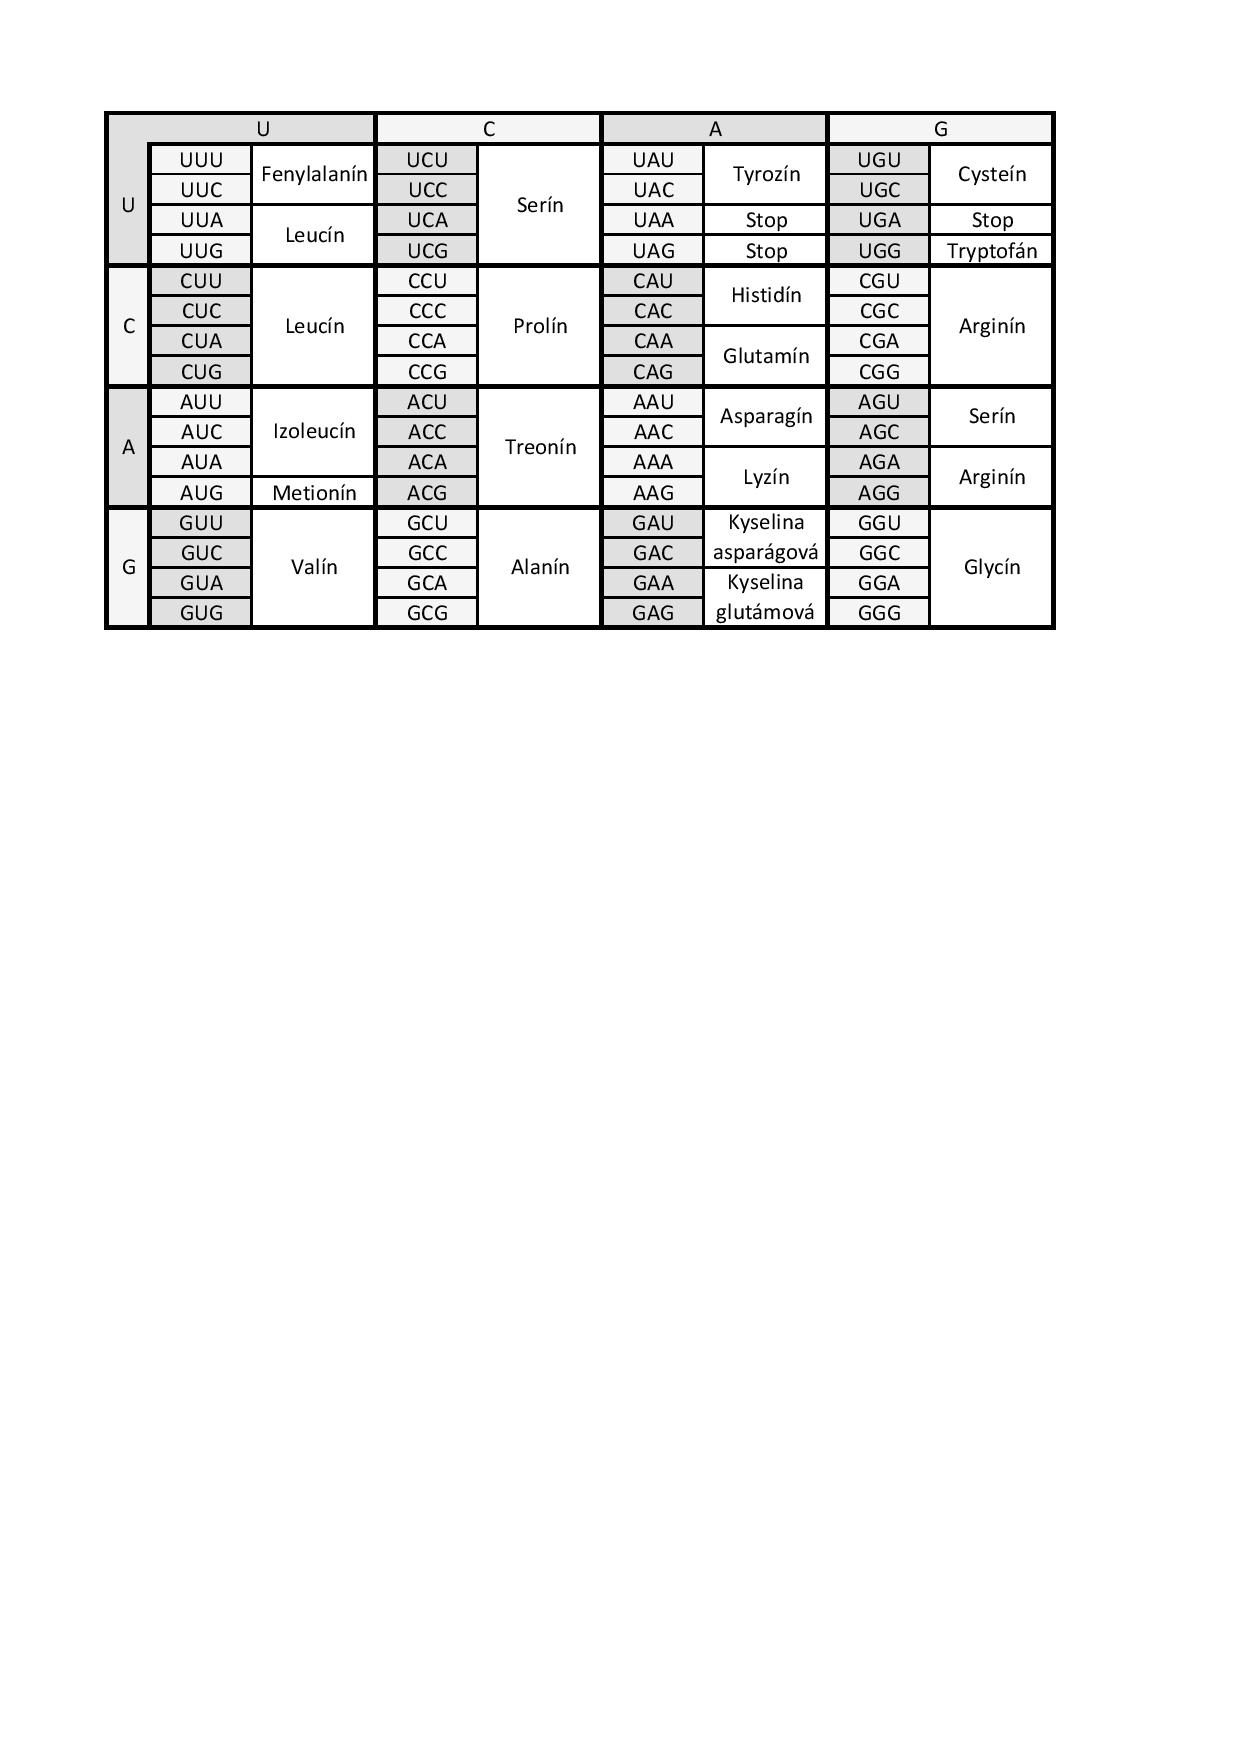 U C A G
U
UUU Fenylalanín UCU Serín UAU Tyrozín UGU Cysteín
UUC UCC UAC UGC
UUA Leucín UCA UAA Stop UGA Stop
UUG UCG UAG Stop UGG Tryptofán
C
CUU Leucín CCU Prolín CAU Histidín CGU Arginín
CUC CCC CAC CGC
CUA CCA CAA Glutamín CGA
CUG CCG CAG CGG
A
AUU Izoleucín ACU Treonín AAU Asparagín AGU Serín
AUC ACC AAC AGC
AUA ACA AAA Lyzín AGA Arginín
AUG Metionín ACG AAG AGG
G
GUU Valín GCU Alanín GAU Kyselina GGU Glycín
GUC GCC GAC asparágová GGC
GUA GCA GAA Kyselina GGA
GUG GCG GAG glutámová GGG